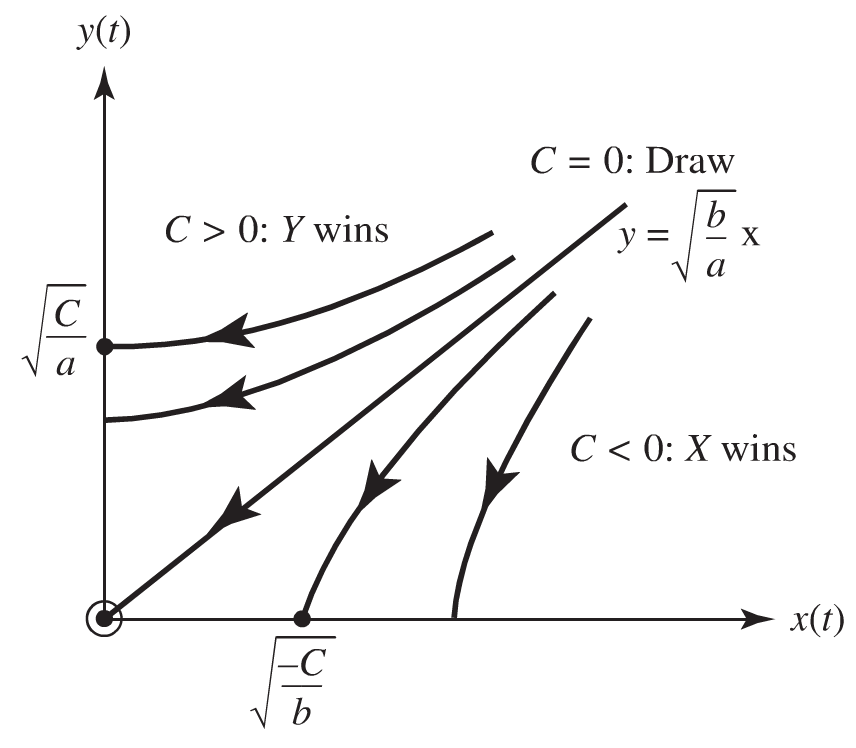 y(t)
C = 0: Draw
y = √(b/a) x
C > 0: Y wins
√(C/a)
C < 0: X wins
x(t)
√(–C/b)